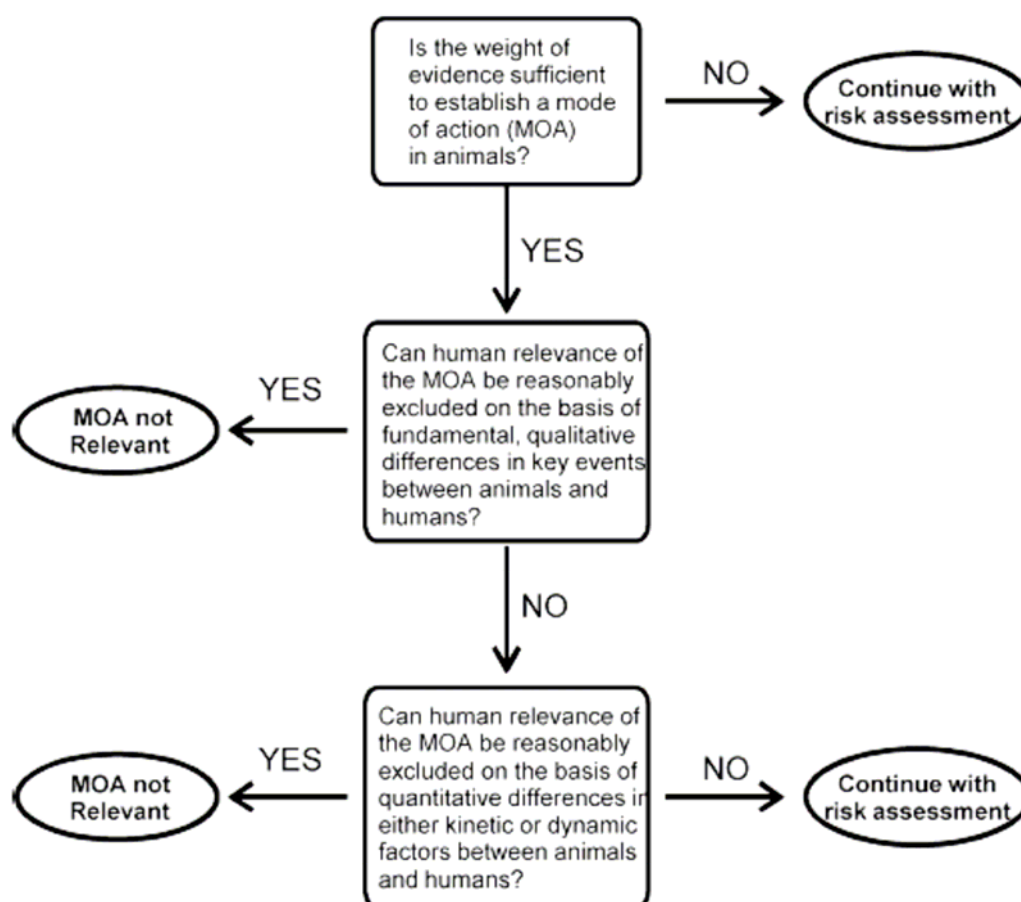 Is the weight of
evidence sufficient
to establish a mode
of action (MOA)
in animals?
NO
Continue with
risk assessment
YES
Can human relevance of
the MOA be reasonably
excluded on the basis of
fundamental, qualitative
differences in key events
between animals and
humans?
YES
MOA not
Relevant
NO
Can human relevance of
the MOA be reasonably
excluded on the basis of
quantitative differences in
either kinetic or dynamic
factors between animals
and humans?
YES
MOA not
Relevant
NO
Continue with
risk assessment